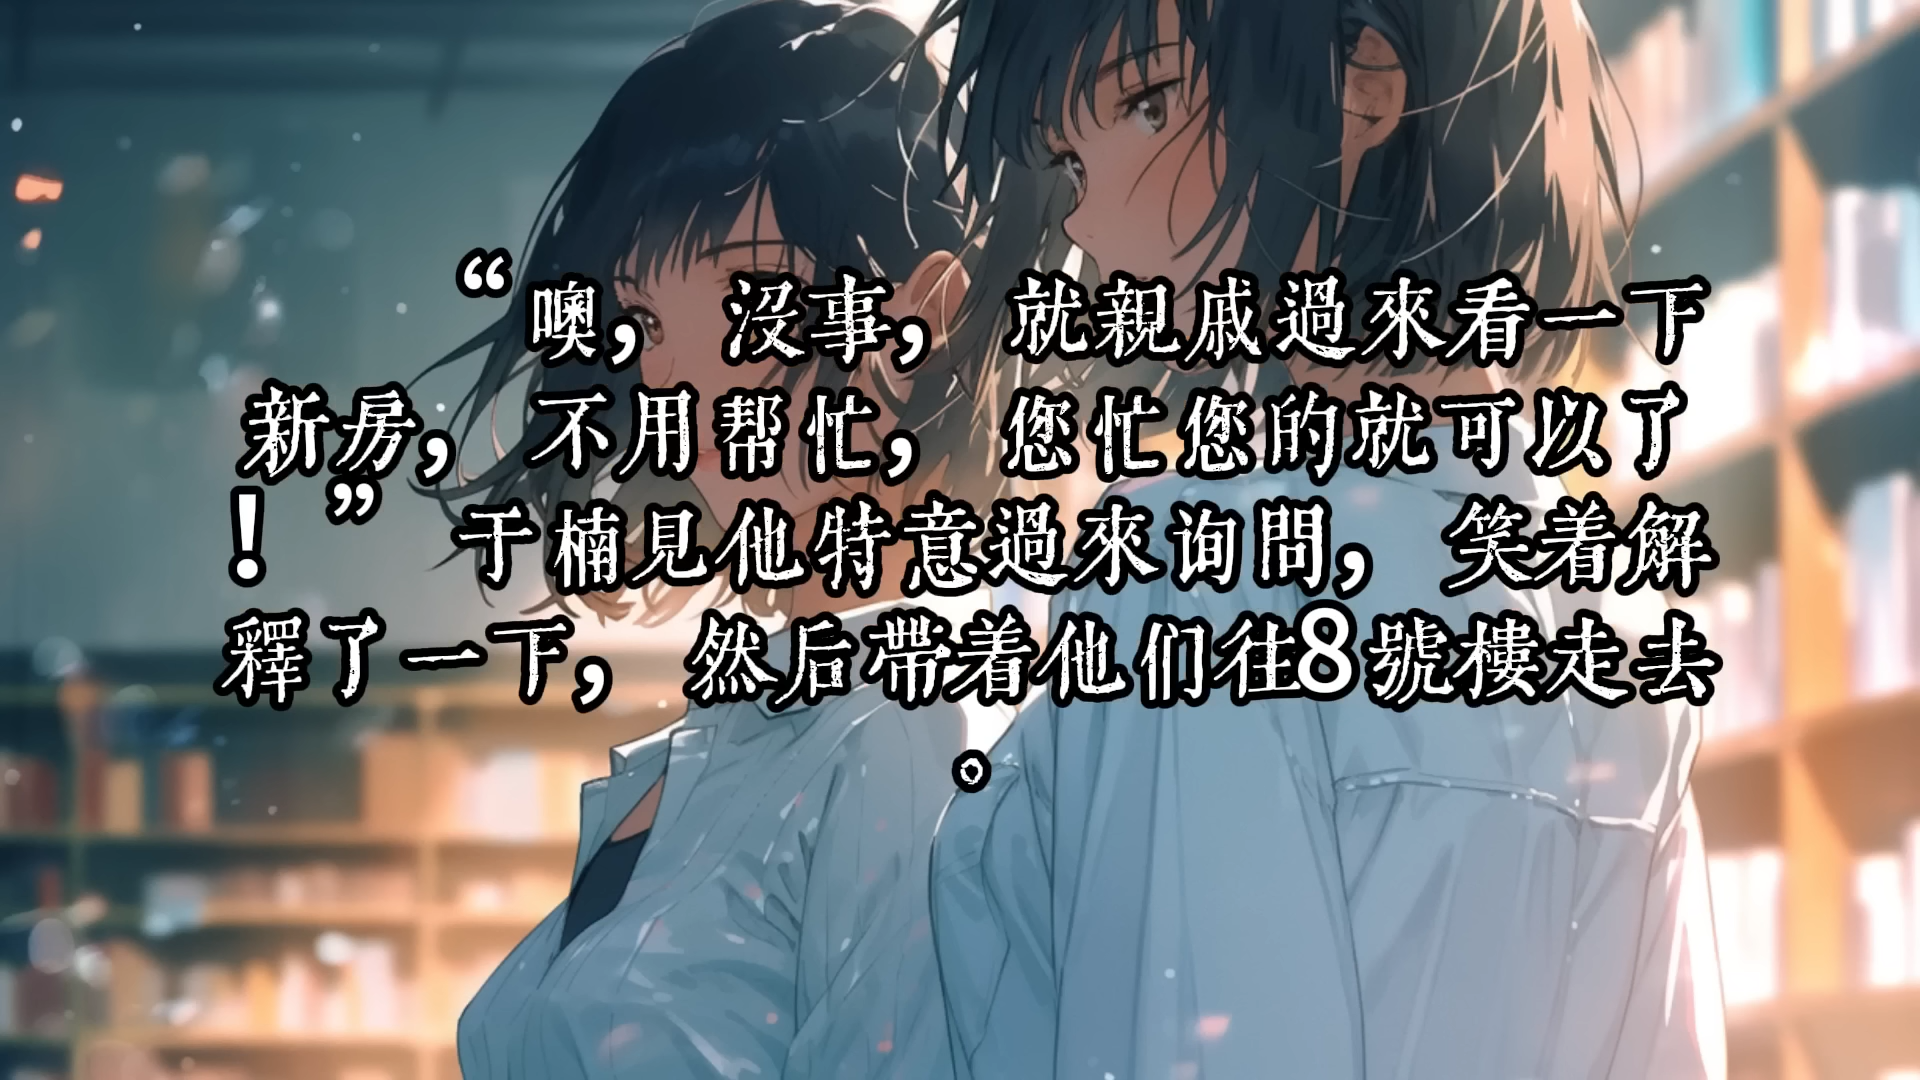 “噢，没事，就親戚過來看一下
新房，不用帮忙，您忙您的就可以了
！”于楠見他特意過來询問，笑着解
釋了一下，然后帶着他们往8號樓走去
。